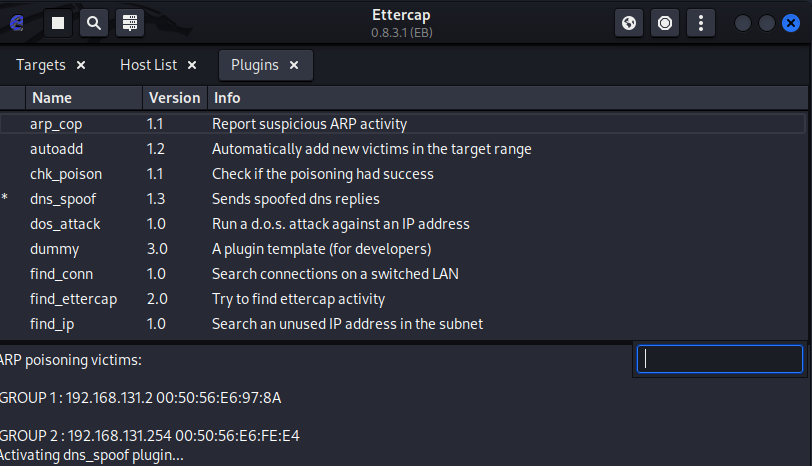 Ettercap
0.8.3.1 (EB)
Targets × Host List × Plugins ×
Name Version Info
arp_cop 1.1 Report suspicious ARP activity
autoadd 1.2 Automatically add new victims in the target range
chk_poison 1.1 Check if the poisoning had success
* dns_spoof 1.3 Sends spoofed dns replies
dos_attack 1.0 Run a d.o.s. attack against an IP address
dummy 3.0 A plugin template (for developers)
find_conn 1.0 Search connections on a switched LAN
find_ettercap 2.0 Try to find ettercap activity
find_ip 1.0 Search an unused IP address in the subnet
ARP poisoning victims:
GROUP 1 : 192.168.131.2 00:50:56:E6:97:8A
GROUP 2 : 192.168.131.254 00:50:56:E6:FE:E4
Activating dns_spoof plugin...